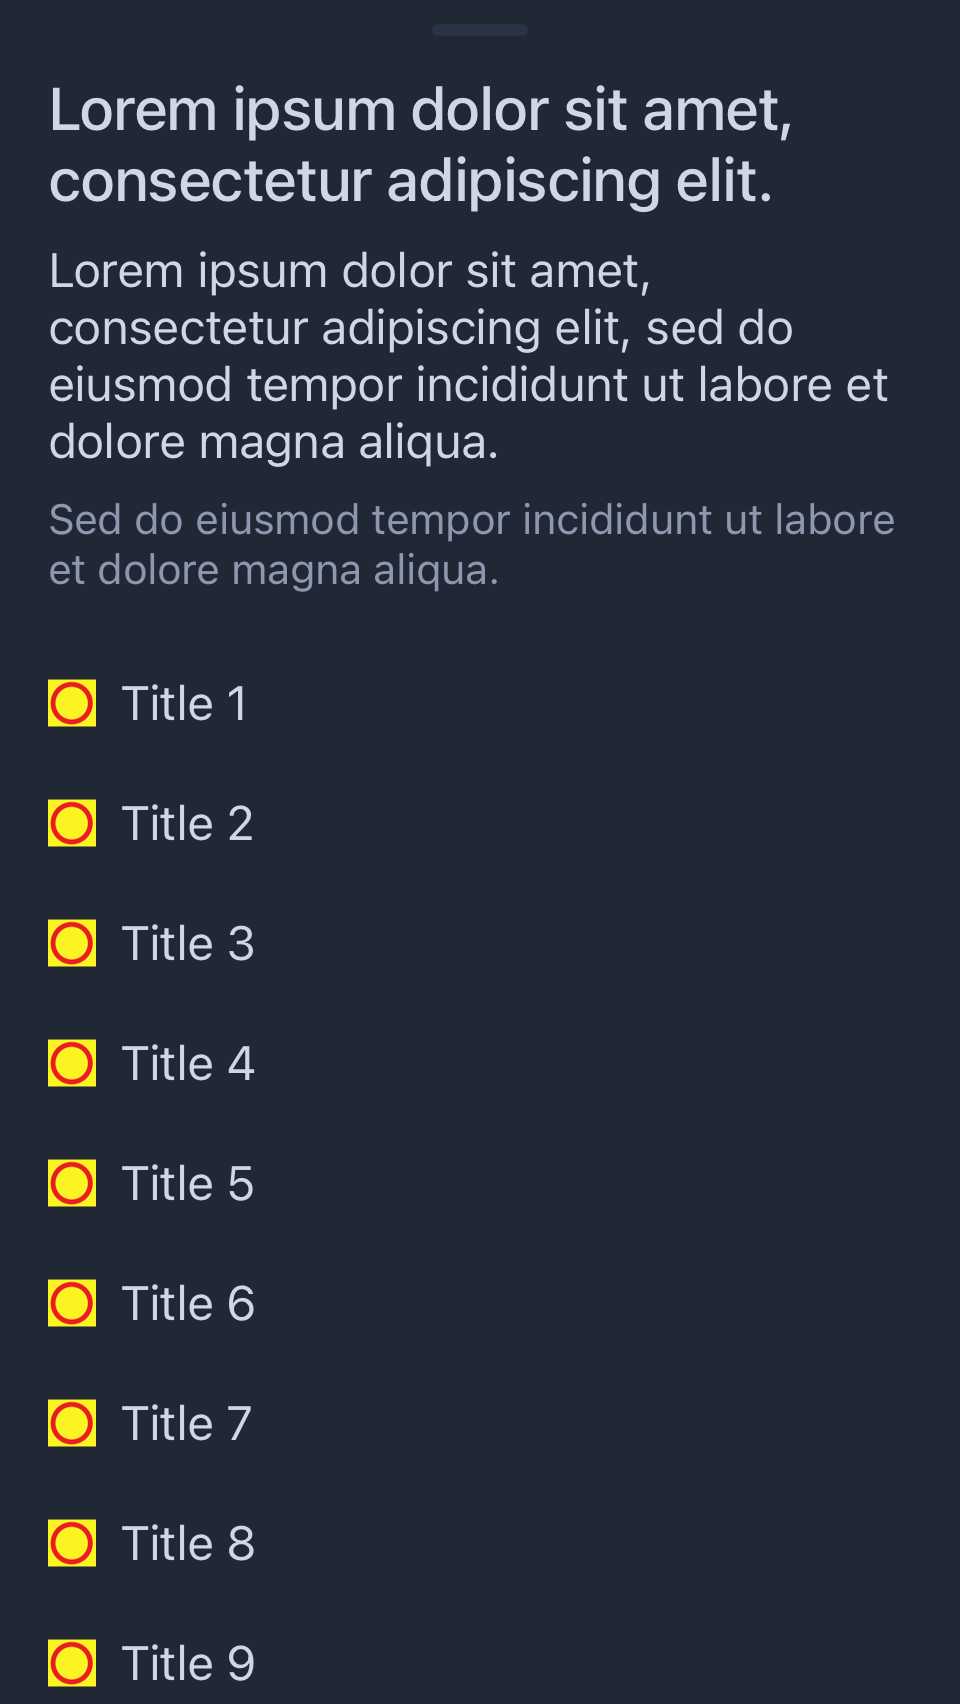 Lorem ipsum dolor sit amet,
consectetur adipiscing elit.
Lorem ipsum dolor sit amet,
consectetur adipiscing elit, sed do
eiusmod tempor incididunt ut labore et
dolore magna aliqua.
Sed do eiusmod tempor incididunt ut labore
et dolore magna aliqua.
Title 1
Title 2
Title 3
Title 4
Title 5
Title 6
Title 7
Title 8
Title 9